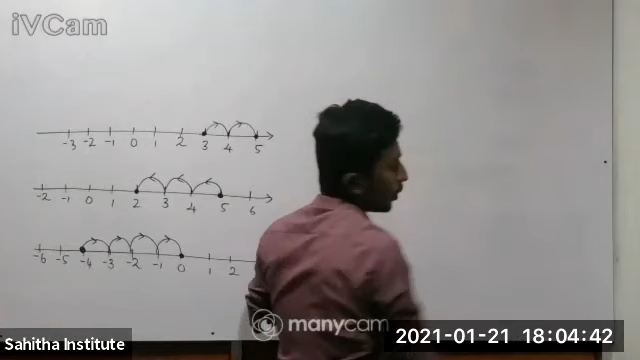 iVCam
-3 -2 -1 0 1 2 3 4 5
-2 -1 0 1 2 3 4 5 6
-6 -5 -4 -3 -2 -1 0 1 2
manycam
Sahitha Institute
2021-01-21 18:04:42